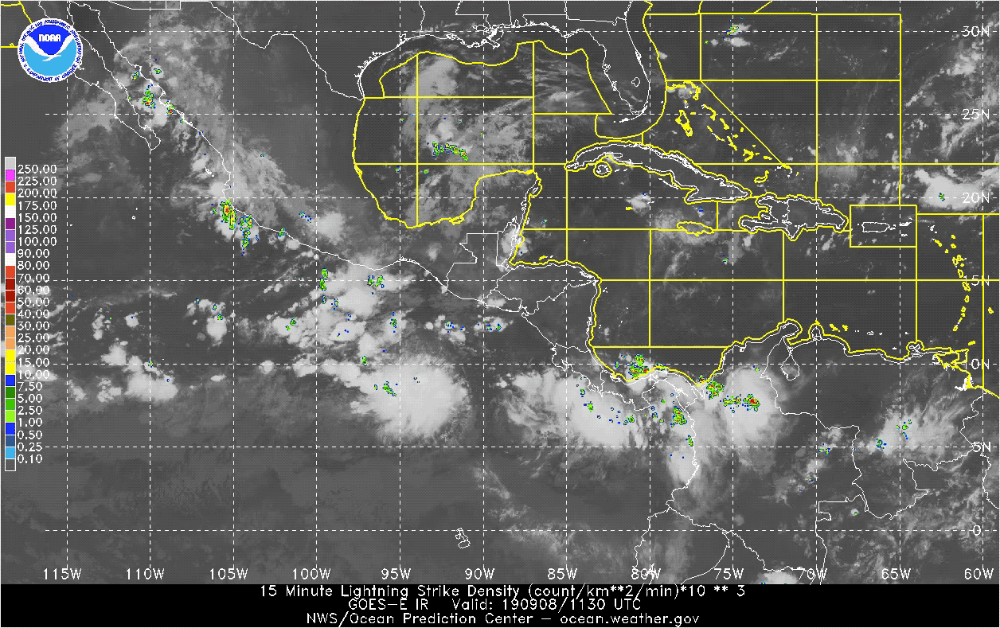 NOAA
30N
25N
20N
250.00
225.00
200.00
175.00
150.00
125.00
100.00
90.00
80.00
70.00
60.00
50.00
40.00
30.00
25.00
20.00
15.00
10.00
7.50
5.00
2.50
1.00
0.50
0.25
0.10
5N
0N
5N
0
115W 110W 105W 100W 95W 90W 85W 80W 75W 70W 65W 60W
15 Minute Lightning Strike Density (count/km**2/min)*10 ** 3
GOES-E IR Valid: 190908/1130 UTC
NWS/Ocean Prediction Center – ocean.weather.gov